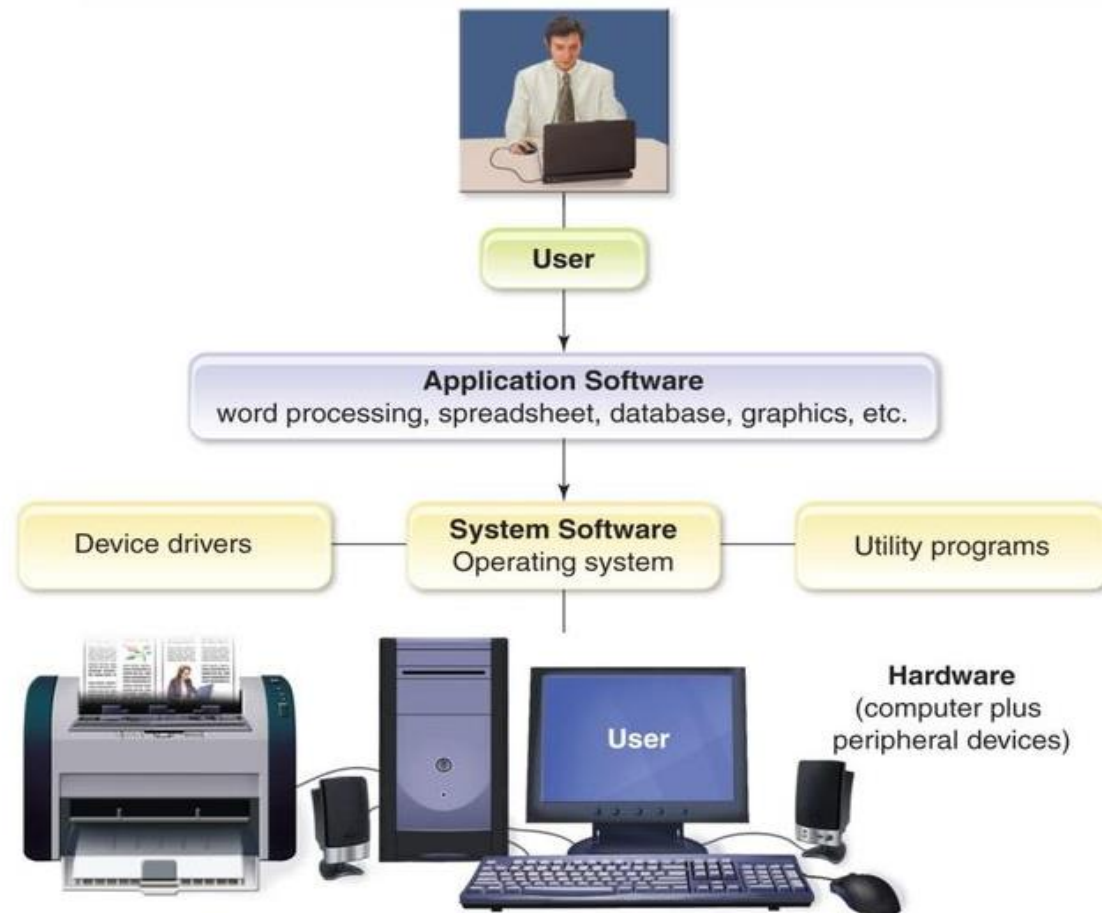 User
Application Software
word processing, spreadsheet, database, graphics, etc.
Device drivers
System Software
Operating system
Utility programs
Hardware
(computer plus
peripheral devices)
User